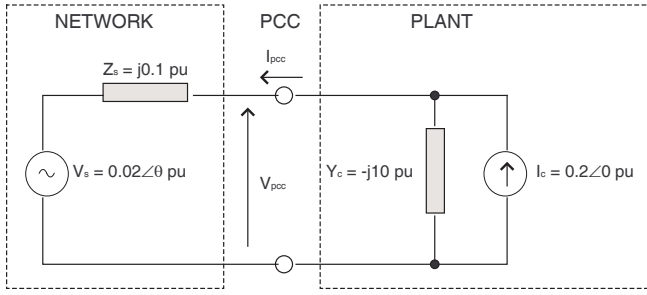 NETWORK
PCC
PLANT
Ipcc
Zs = j0.1 pu
Vs = 0.02∠θ pu
Vpcc
Yc = -j10 pu
Ic = 0.2∠0 pu